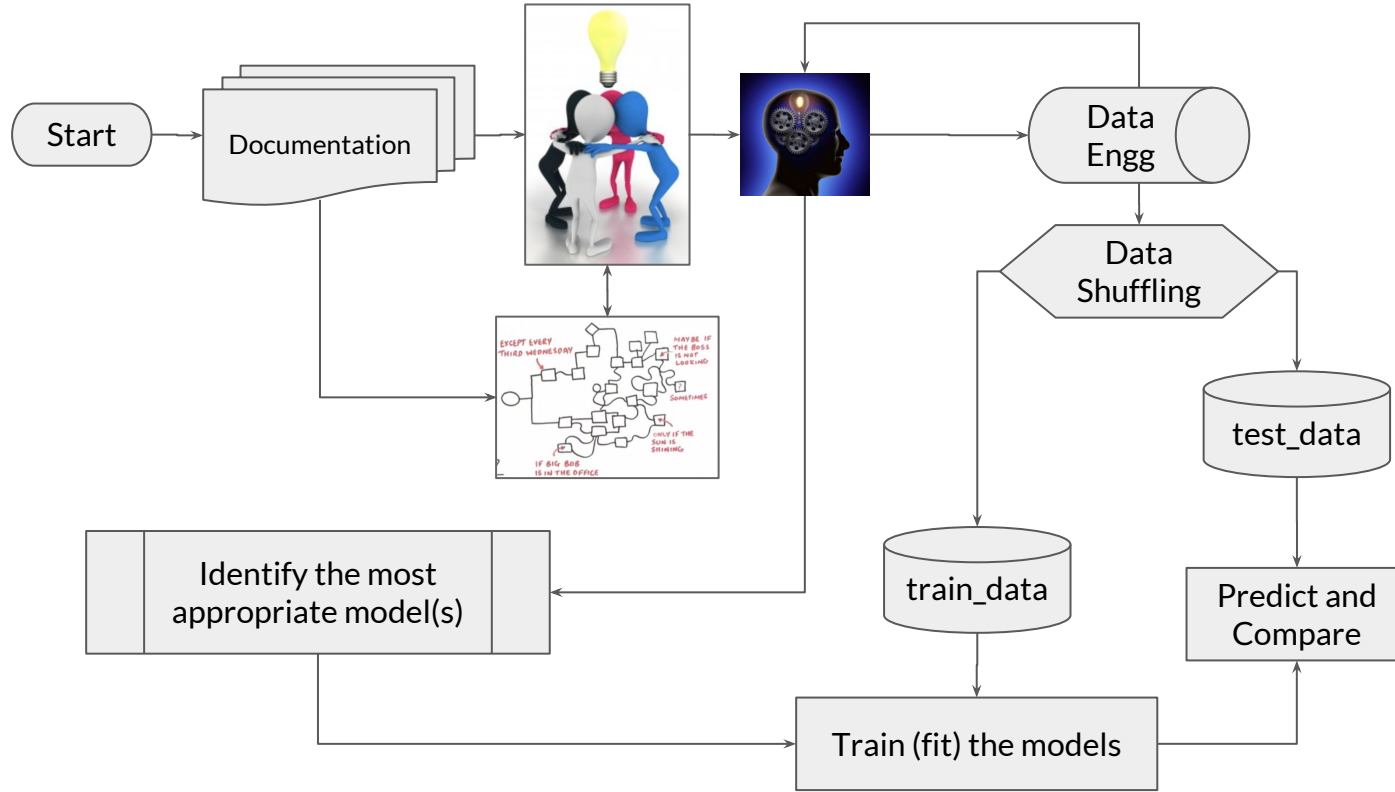 Start
Documentation
Data
Engg
Data
Shuffling
EXCEPT EVERY
THIRD WEDNESDAY
MAYBE IF
THE BOSS
IS NOT
LOOKING
?
SOMETIMES
ONLY IF THE
SUN IS
SHINING
IF BIG BOB
IS IN THE OFFICE
test_data
Identify the most
appropriate model(s)
train_data
Predict and
Compare
Train (fit) the models